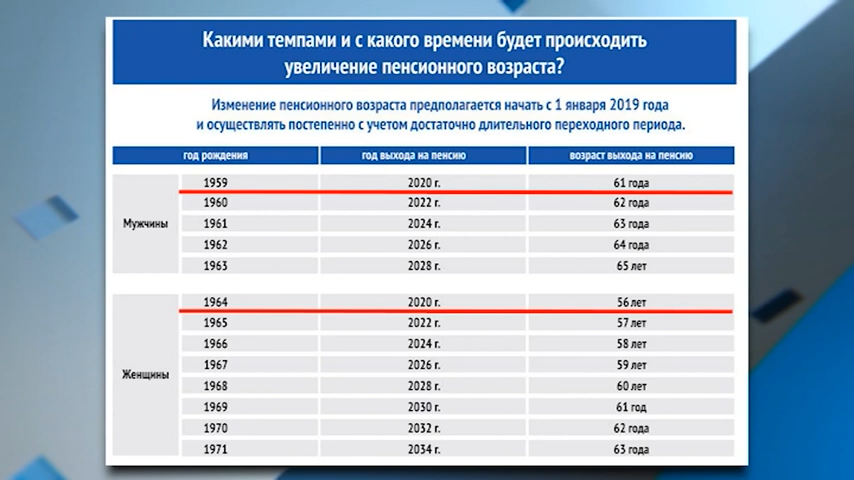 Какими темпами и с какого времени будет происходить
увеличение пенсионного возраста?
Изменение пенсионного возраста предполагается начать с 1 января 2019 года
и осуществлять постепенно с учетом достаточно длительного переходного периода.
год рождения год выхода на пенсию возраст выхода на пенсию
Мужчины
1959 2020 г. 61 года
1960 2022 г. 62 года
1961 2024 г. 63 года
1962 2026 г. 64 года
1963 2028 г. 65 лет
Женщины
1964 2020 г. 56 лет
1965 2022 г. 57 лет
1966 2024 г. 58 лет
1967 2026 г. 59 лет
1968 2028 г. 60 лет
1969 2030 г. 61 год
1970 2032 г. 62 года
1971 2034 г. 63 года